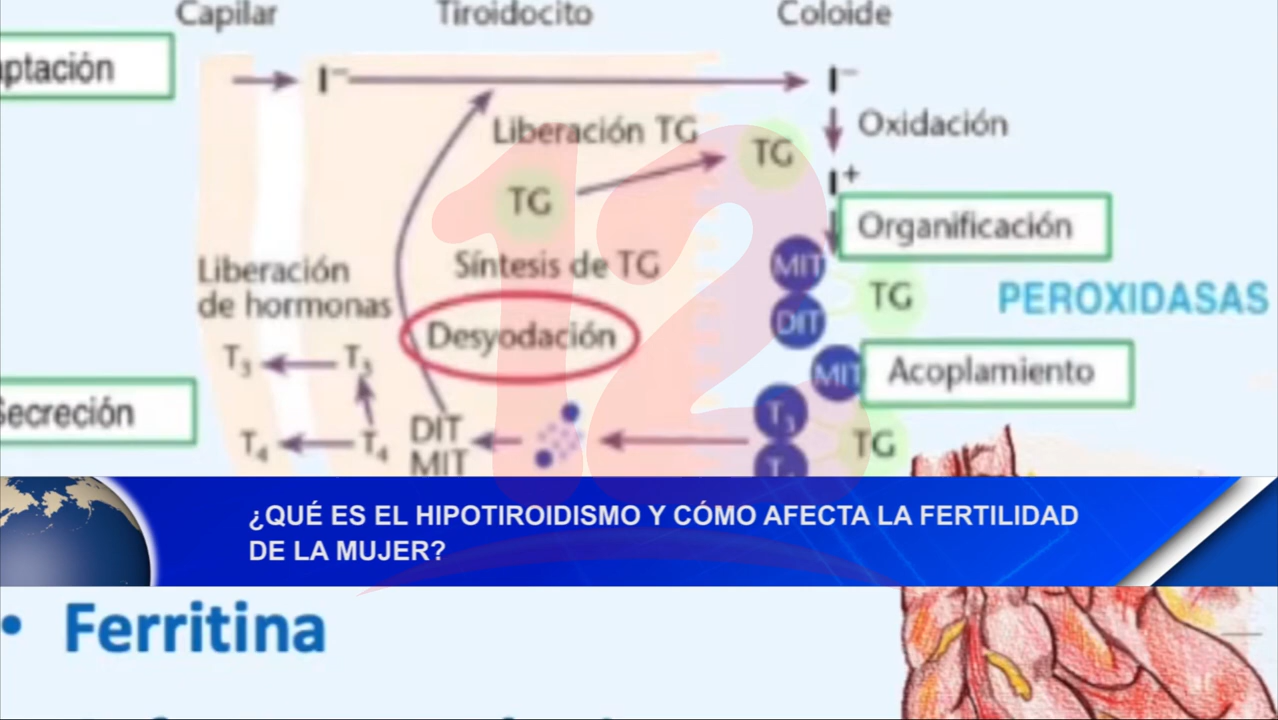 Capilar Tiroidocito Coloide
ptación
I⁻ I⁻
Liberación TG
TG
Oxidación
I⁺
TG
Organificación
Síntesis de TG
MIT
TG
PEROXIDASAS
Liberación
de hormonas
DIT
Desyodación
T₃ T₃
MIT
Acoplamiento
Secreción
T₃
T₄ T₄
DIT
MIT
TG
12
¿QUÉ ES EL HIPOTIROIDISMO Y CÓMO AFECTA LA FERTILIDAD
DE LA MUJER?
• Ferritina